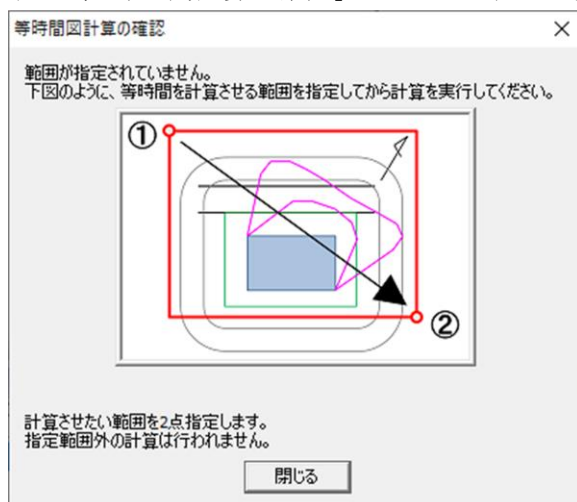 等時間図計算の確認
範囲が指定されていません。
下図のように、等時間を計算させる範囲を指定してから計算を実行してください。
①
②
計算させたい範囲を2点指定します。
指定範囲外の計算は行われません。
閉じる